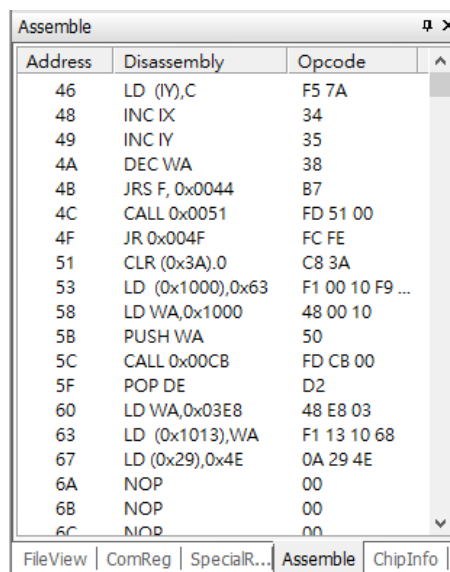 Assemble
Address Disassembly Opcode
46 LD (IY),C F5 7A
48 INC IX 34
49 INC IY 35
4A DEC WA 38
4B JRS F, 0x0044 B7
4C CALL 0x0051 FD 51 00
4F JR 0x004F FC FE
51 CLR (0x3A).0 C8 3A
53 LD (0x1000),0x63 F1 00 10 F9 ...
58 LD WA,0x1000 48 00 10
5B PUSH WA 50
5C CALL 0x00CB FD CB 00
5F POP DE D2
60 LD WA,0x03E8 48 E8 03
63 LD (0x1013),WA F1 13 10 68
67 LD (0x29),0x4E 0A 29 4E
6A NOP 00
6B NOP 00
6C NOP 00
FileView ComReg SpecialR... Assemble ChipInfo